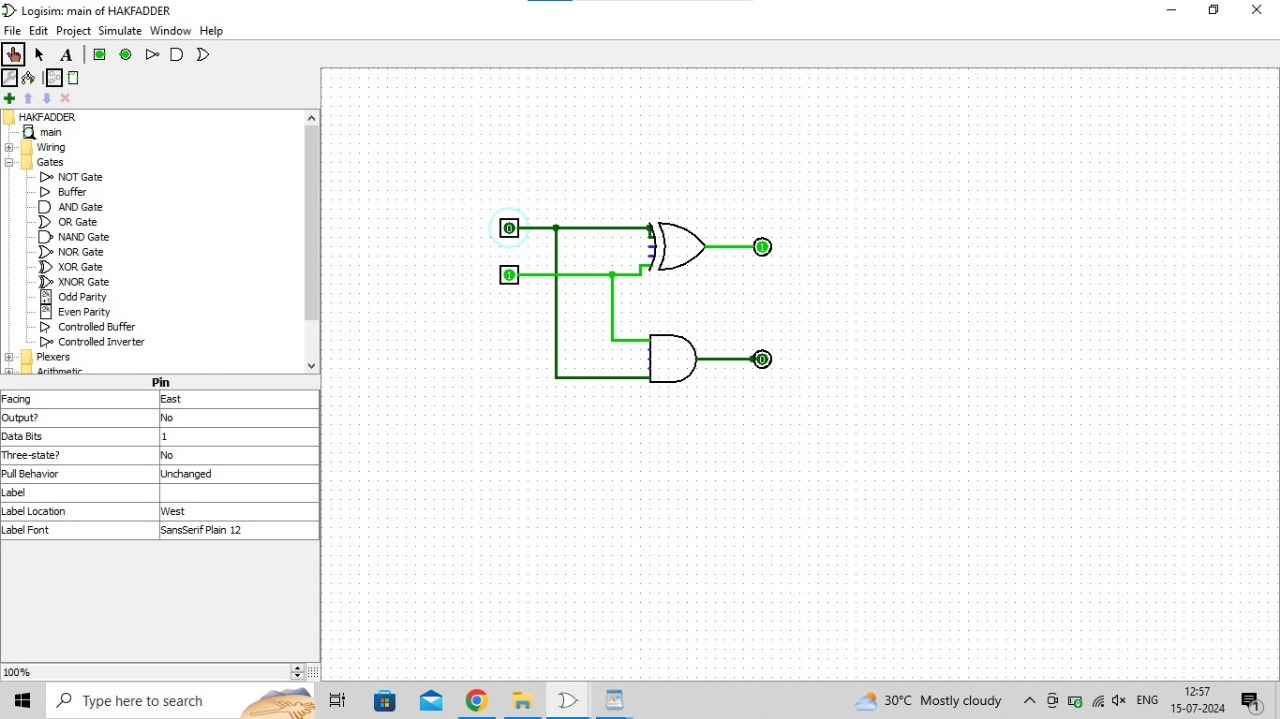 Logisim: main of HAKFADDER
File Edit Project Simulate Window Help
A
HAKFADDER
main
Wiring
Gates
NOT Gate
Buffer
AND Gate
OR Gate
NAND Gate
NOR Gate
XOR Gate
XNOR Gate
Odd Parity
Even Parity
Controlled Buffer
Controlled Inverter
Plexers
Arithmetic
Pin
Facing East
Output? No
Data Bits 1
Three-state? No
Pull Behavior Unchanged
Label
Label Location West
Label Font SansSerif Plain 12
100%
0
1
1
0
Type here to search
30°C Mostly cloudy
ENG
12:57
15-07-2024
1